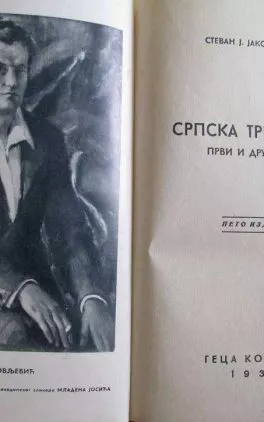 ОВЉЕВИЋ
МЛАДЕНА ЈОСИЋА
СТЕВАН Ј. ЈАКО
СРПСКА ТР
ПРВИ И ДРУ
ПЕТО ИЗД
ГЕЦА КО
193